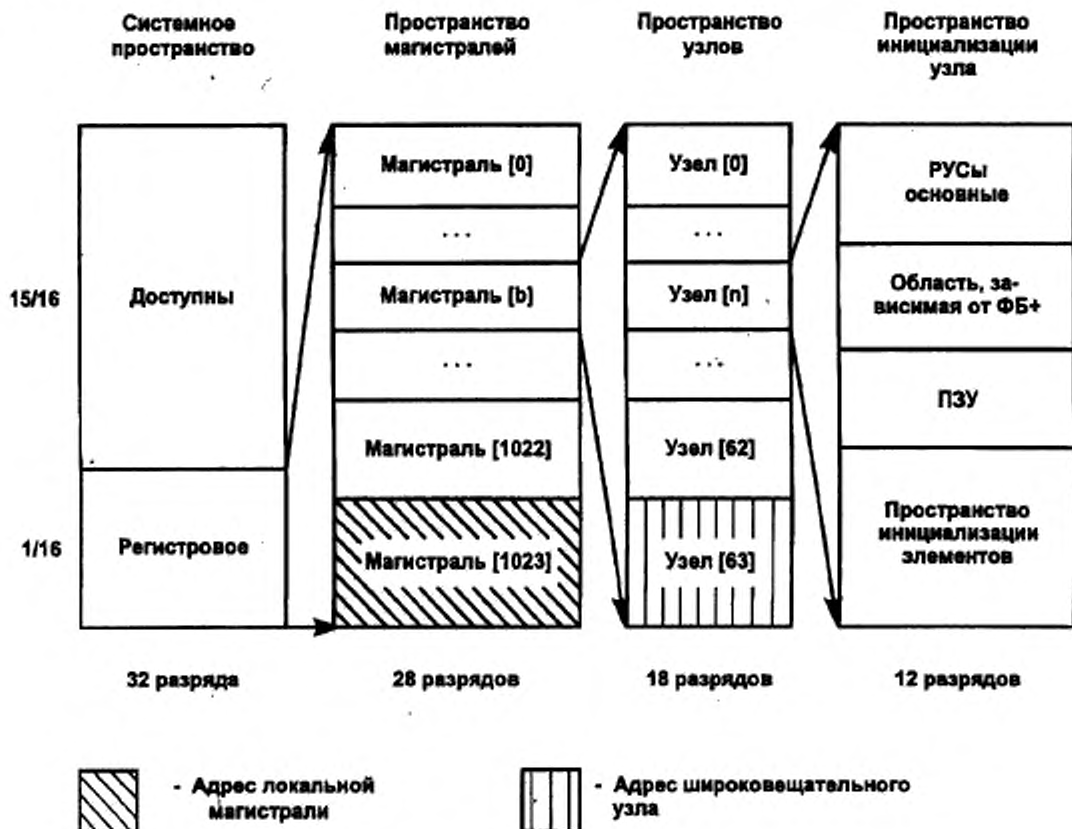 Системное
пространство
Пространство
магистралей
Пространство
узлов
Пространство
инициализации
узла
15/16
1/16
Доступны
Регистровое
Магистраль [0]
...
Магистраль [b]
...
Магистраль [1022]
Магистраль [1023]
Узел [0]
...
Узел [n]
...
Узел [62]
Узел [63]
РУСы
основные
Область, за-
висимая от ФБ+
ПЗУ
Пространство
инициализации
элементов
32 разряда
28 разрядов
18 разрядов
12 разрядов
- Адрес локальной
магистрали
- Адрес широковещательного
узла